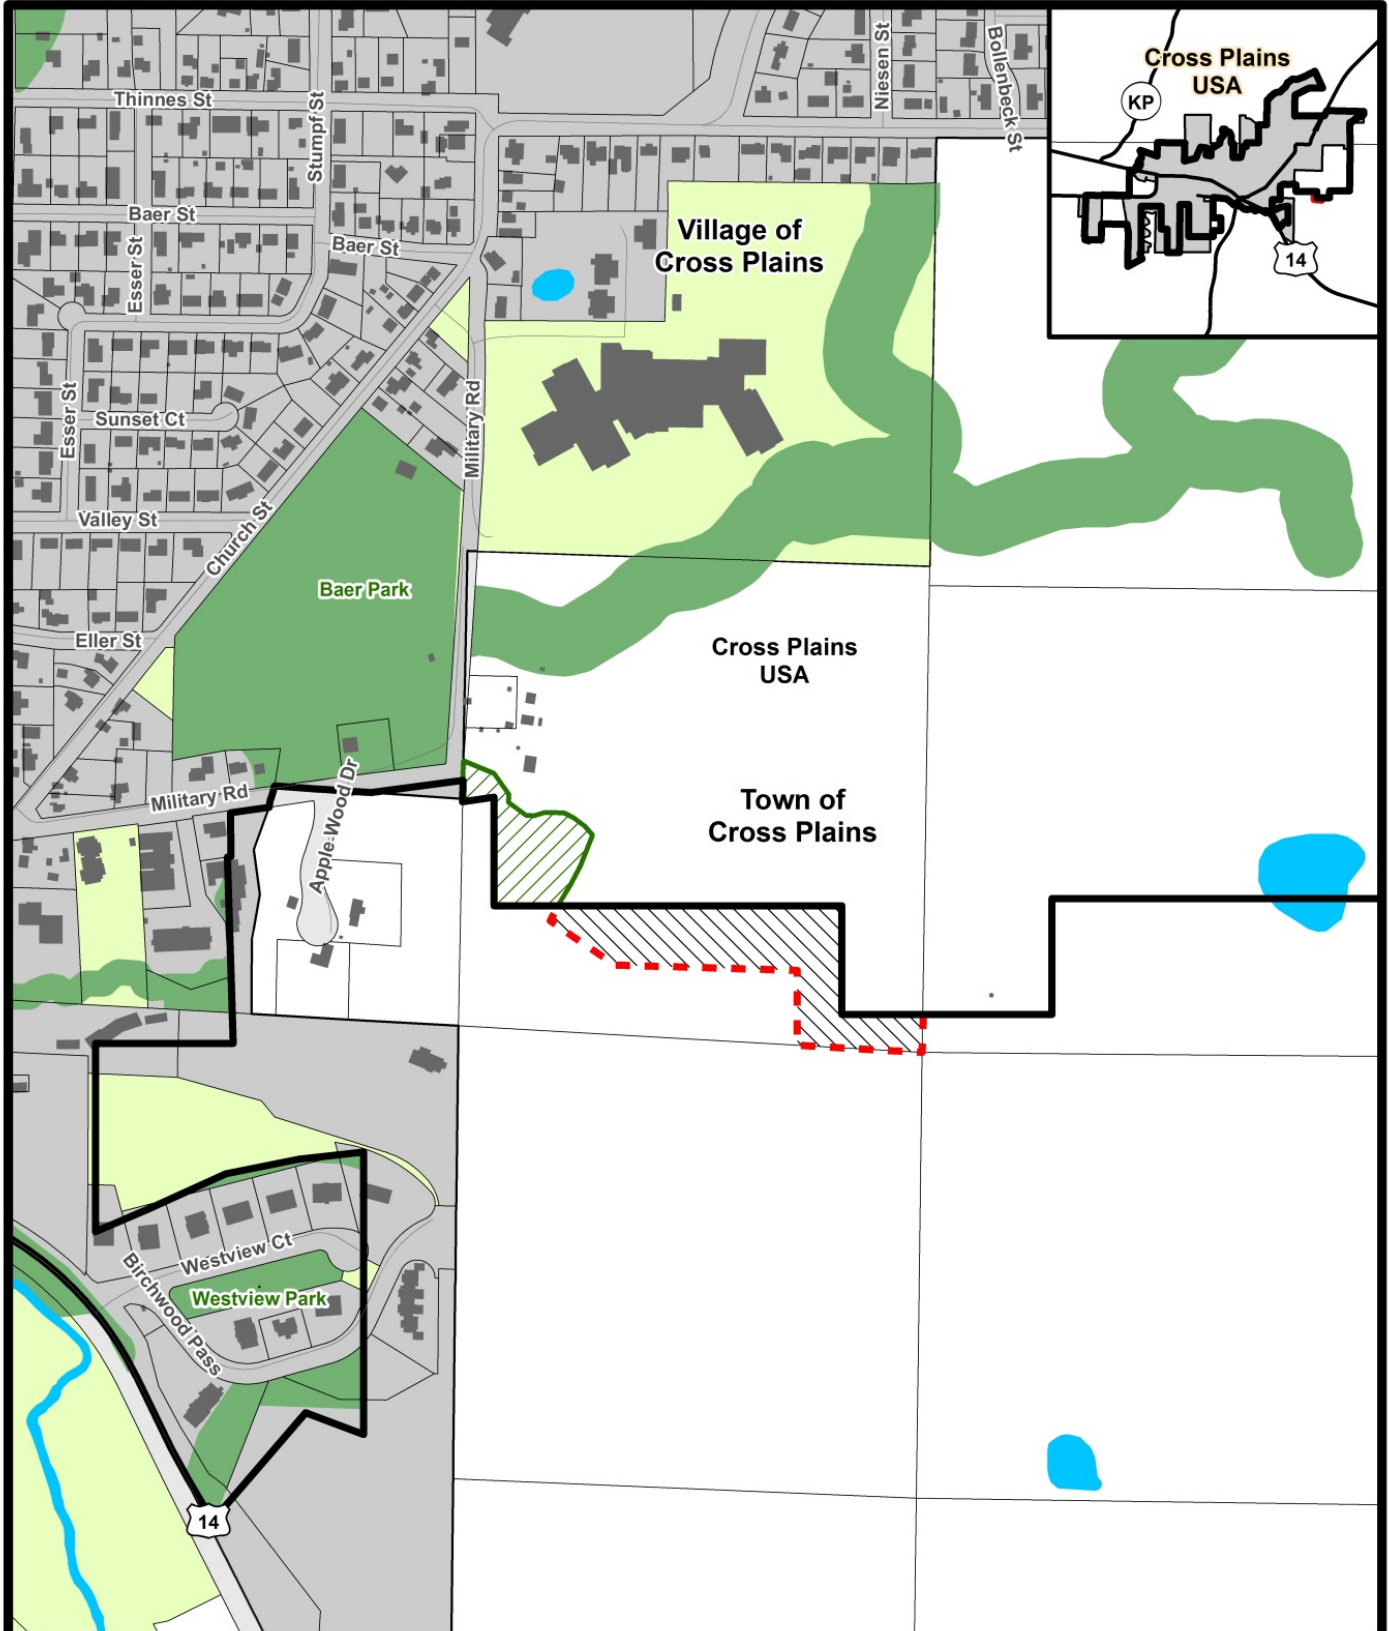 Thinnes St
Stumpf St
Niesen St
Bollenbeck St
Cross Plains
USA
KP
14
Baer St
Esser St
Baer St
Village of
Cross Plains
Esser St
Sunset Ct
Military Rd
Valley St
Church St
Baer Park
Eller St
Cross Plains
USA
Military Rd
Apple Wood Dr
Town of
Cross Plains
Westview Ct
Birchwood Pass
Westview Park
14